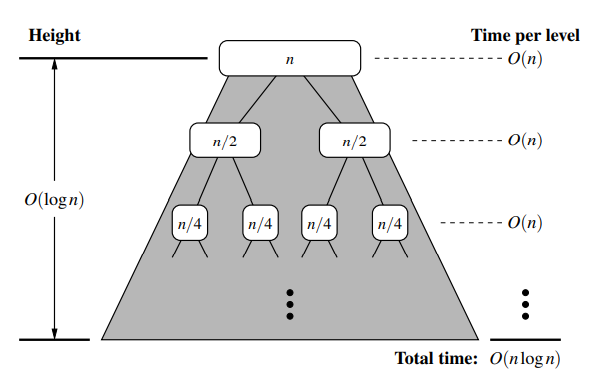 Height Time per level
n O(n)
n/2 n/2 O(n)
O(log n)
n/4 n/4 n/4 n/4 O(n)
Total time: O(n log n)